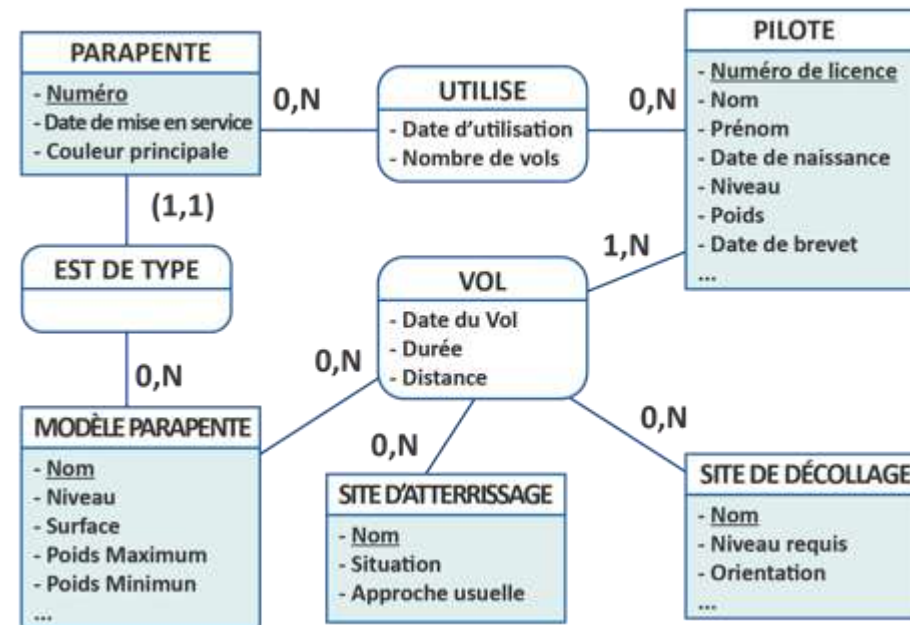 PARAPENTE
- Numéro
- Date de mise en service
- Couleur principale
0,N
UTILISE
- Date d'utilisation
- Nombre de vols
0,N
PILOTE
- Numéro de licence
- Nom
- Prénom
- Date de naissance
- Niveau
- Poids
- Date de brevet
...
(1,1)
EST DE TYPE
0,N
VOL
- Date du Vol
- Durée
- Distance
1,N
0,N
0,N
0,N
MODÈLE PARAPENTE
- Nom
- Niveau
- Surface
- Poids Maximum
- Poids Minimun
...
SITE D'ATTERRISSAGE
- Nom
- Situation
- Approche usuelle
SITE DE DÉCOLLAGE
- Nom
- Niveau requis
- Orientation
...